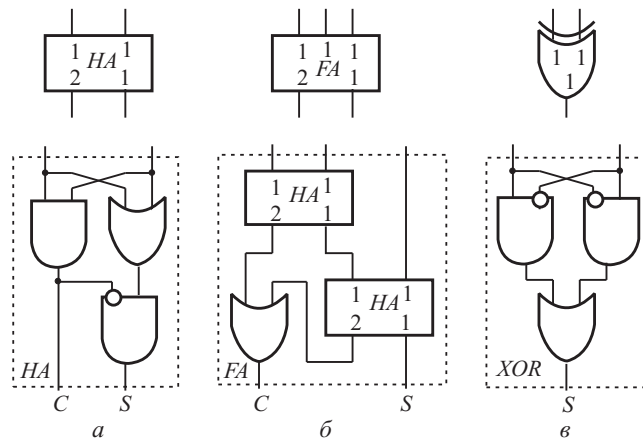 1 1 1 1 1
HA FA 1 1
2 1 2 1 1 1
1 1
HA
2 1
1 1
HA
2 1
HA FA XOR
C S C S S
а б в